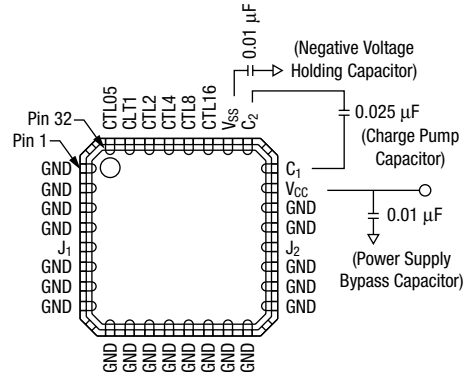 0.01 µF
(Negative Voltage
Holding Capacitor)
CTL05
CLT1
CTL2
CTL4
CTL8
CTL16
VSS
C2
Pin 32
Pin 1
0.025 µF
(Charge Pump
Capacitor)
GND
GND
GND
GND
J1
GND
GND
GND
C1
VCC
GND
GND
J2
GND
GND
GND
0.01 µF
(Power Supply
Bypass Capacitor)
GND
GND
GND
GND
GND
GND
GND
GND